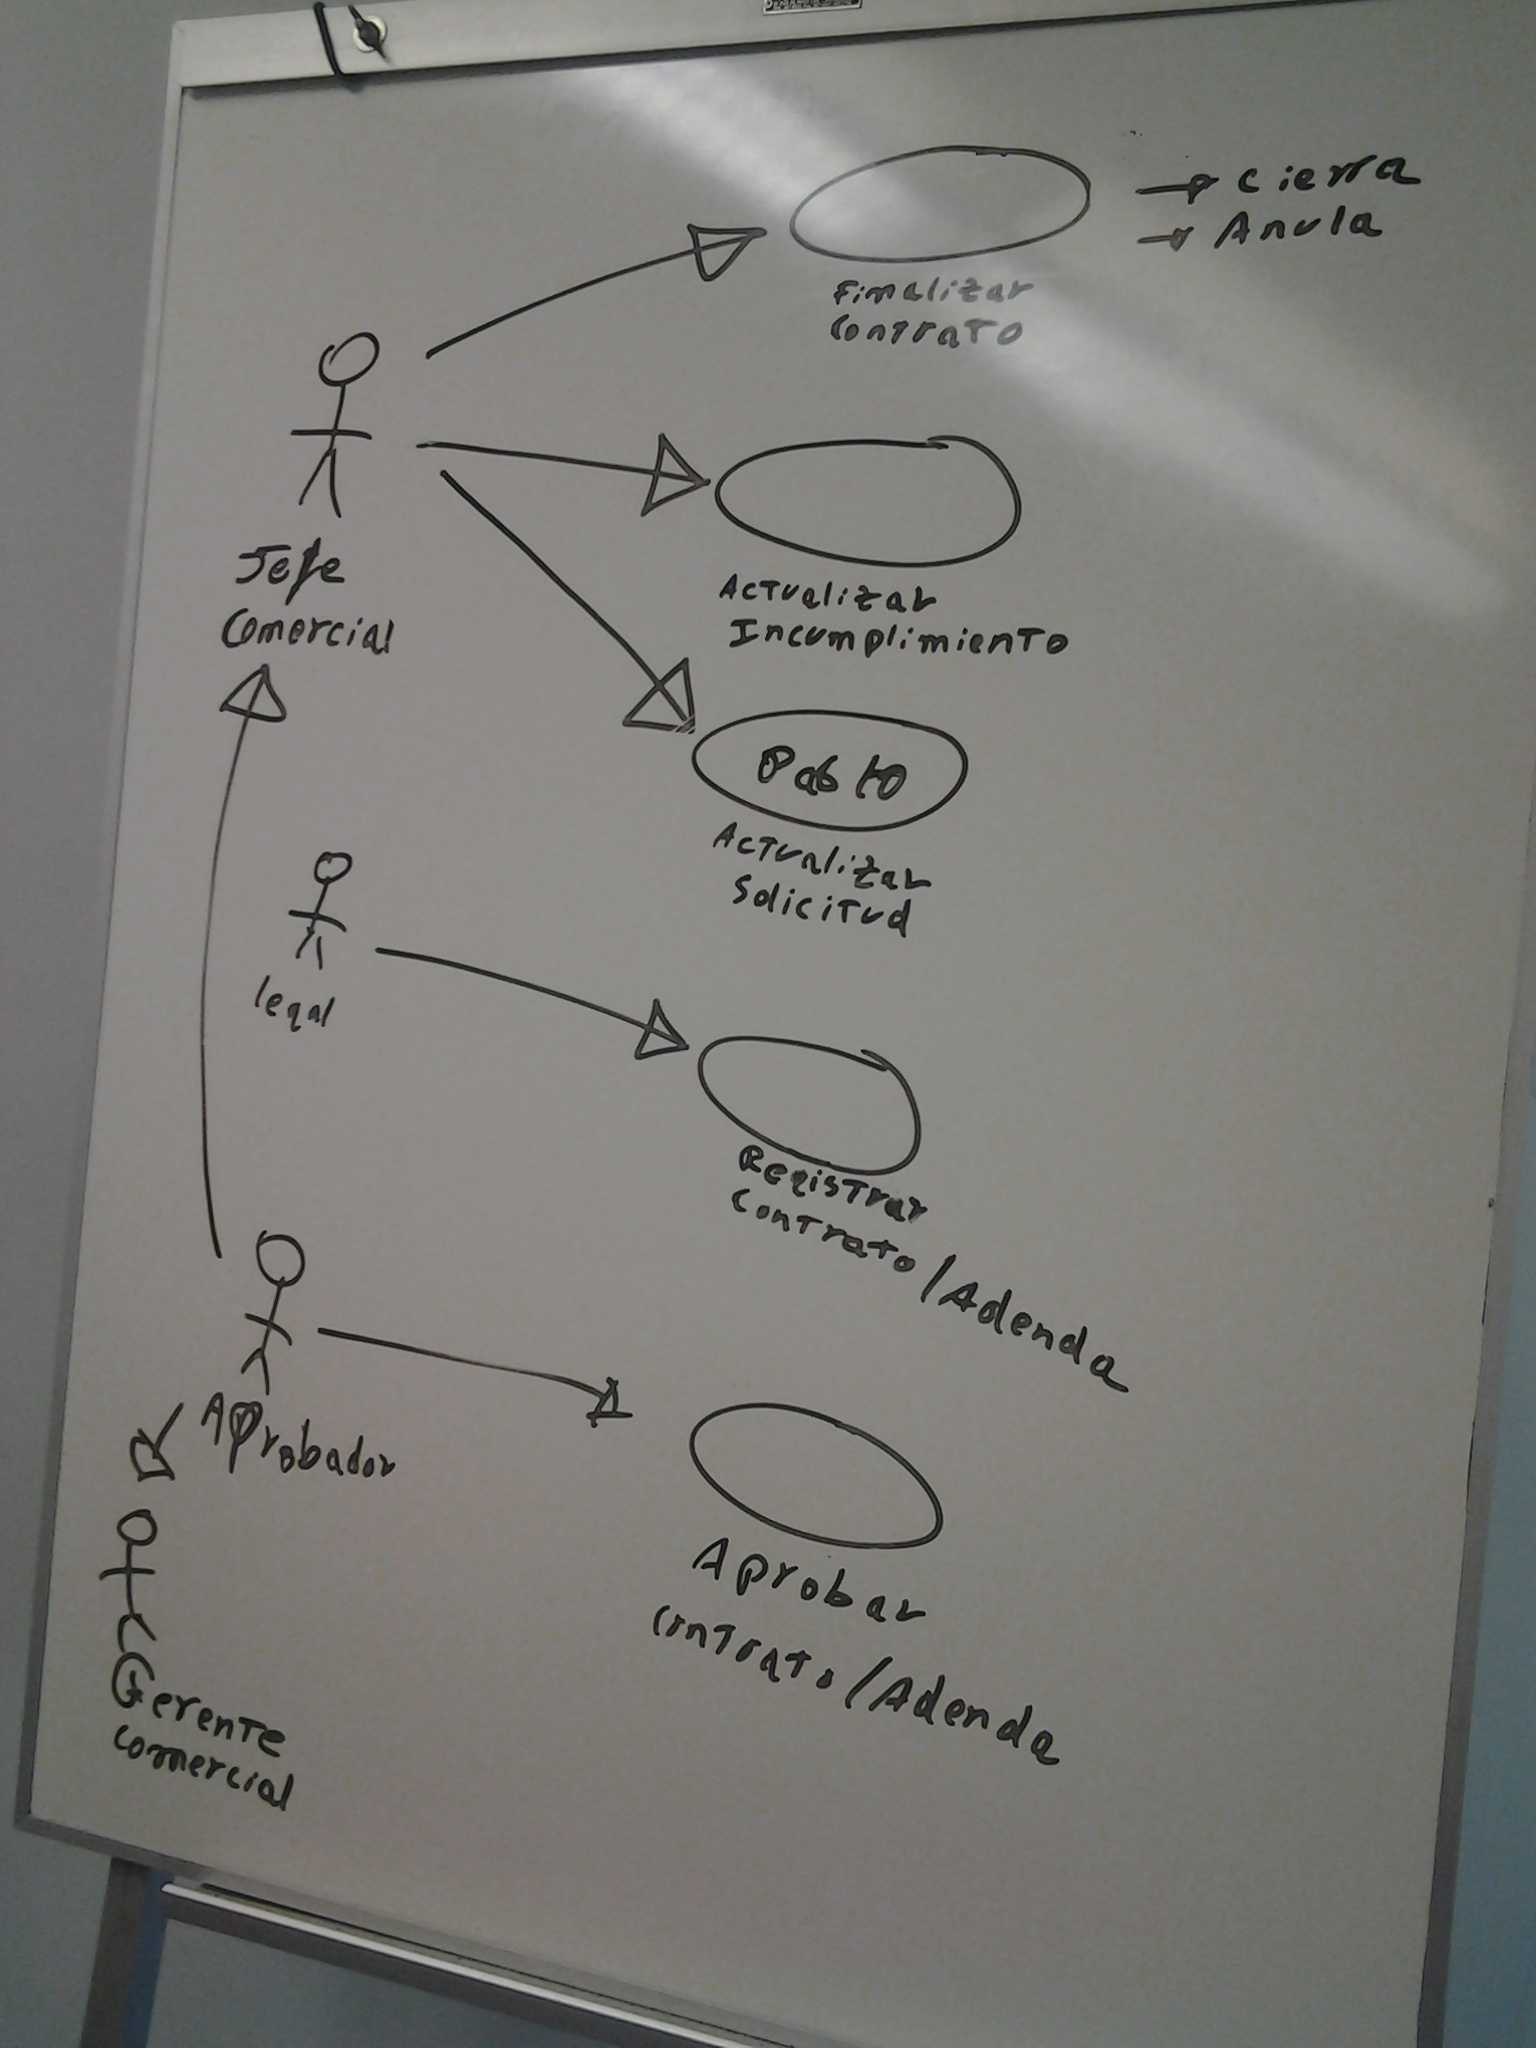 → Cierra
→ Anula
Finalizar
Contrato
Jefe
Comercial
Actualizar
Incumplimiento
Pablo
Actualizar
Solicitud
legal
Registrar
Contrato / Adenda
Aprobador
Aprobar
Contrato / Adenda
Gerente
Comercial